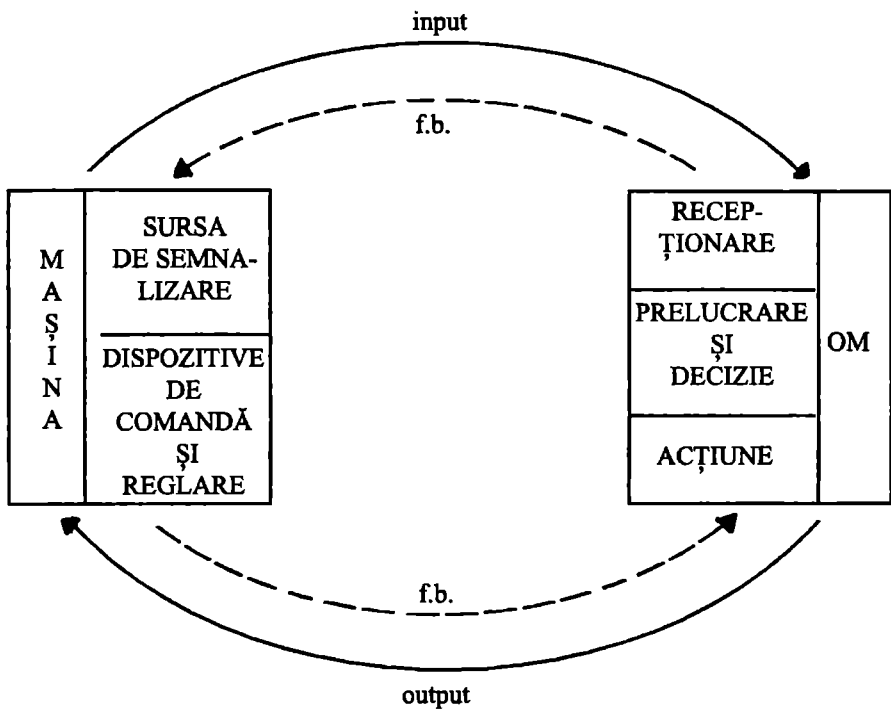 input
f.b.
M
A
Ș
I
N
A
SURSA
DE SEMNA-
LIZARE
DISPOZITIVE
DE
COMANDĂ
ȘI
REGLARE
RECEP-
ȚIONARE
PRELUCRARE
ȘI
DECIZIE
ACȚIUNE
OM
f.b.
output